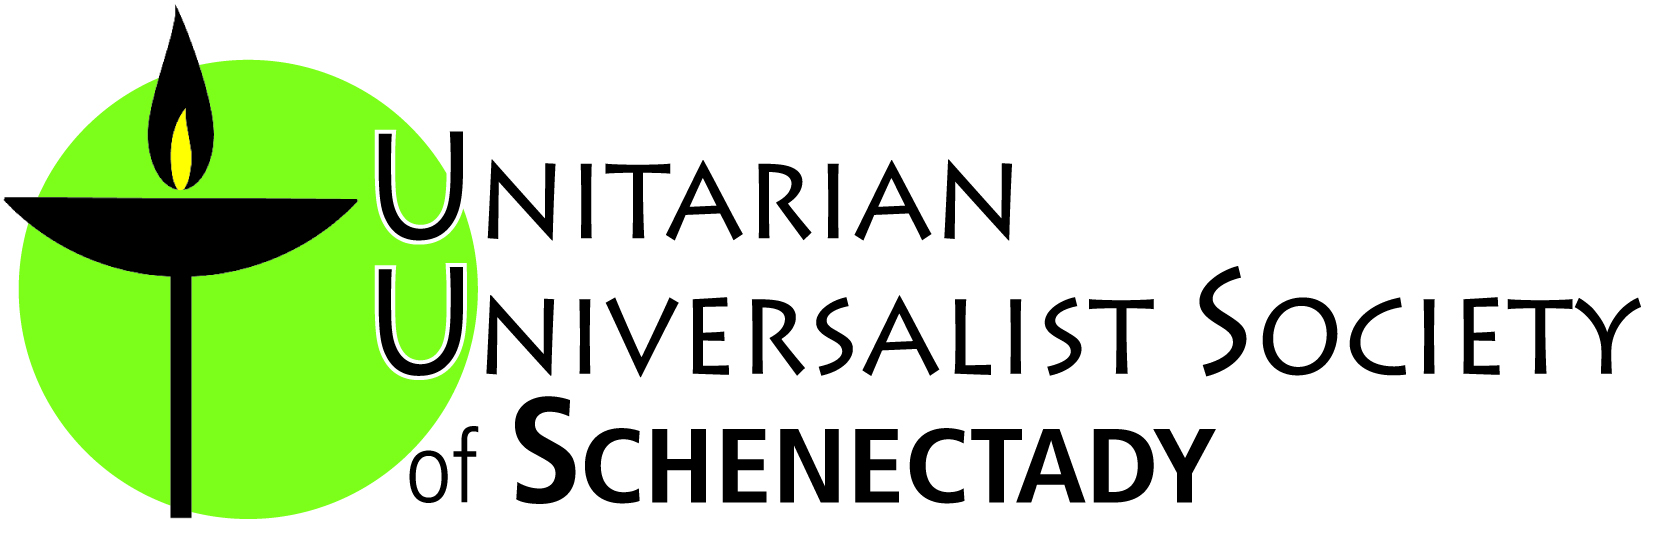 UNITARIAN
UNIVERSALIST SOCIETY
of SCHENECTADY